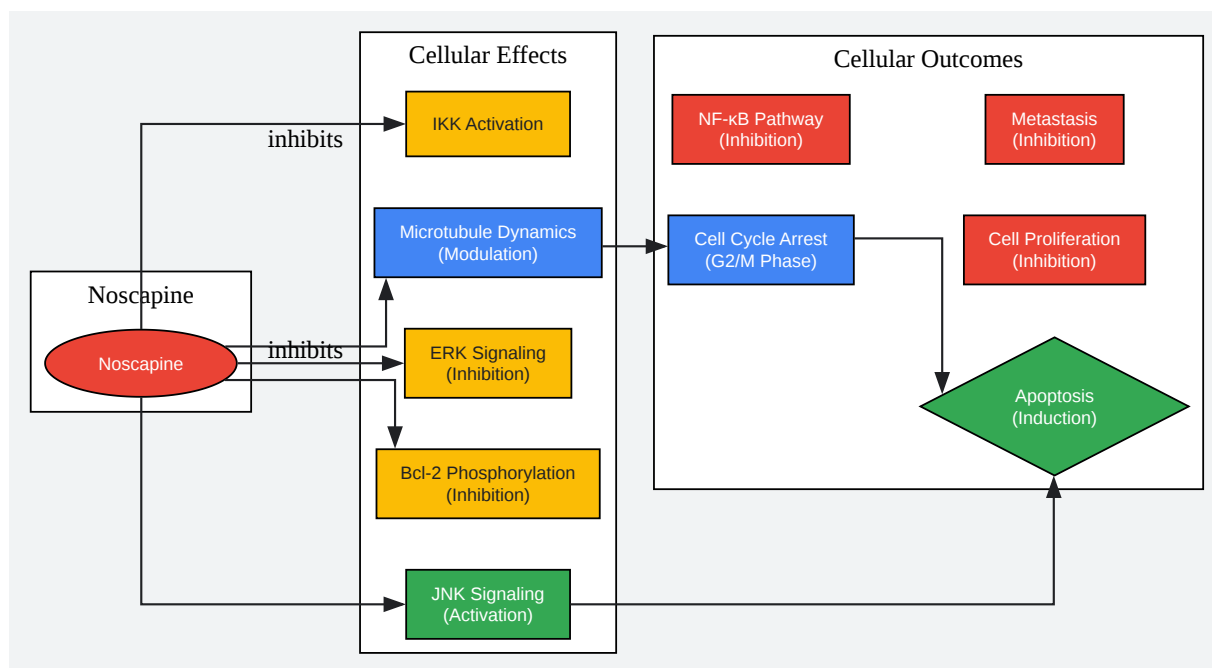 Noscapine
Noscapine
inhibits
inhibits
Cellular Effects
IKK Activation
Microtubule Dynamics
(Modulation)
ERK Signaling
(Inhibition)
Bcl-2 Phosphorylation
(Inhibition)
JNK Signaling
(Activation)
Cellular Outcomes
NF-κB Pathway
(Inhibition)
Metastasis
(Inhibition)
Cell Cycle Arrest
(G2/M Phase)
Cell Proliferation
(Inhibition)
Apoptosis
(Induction)